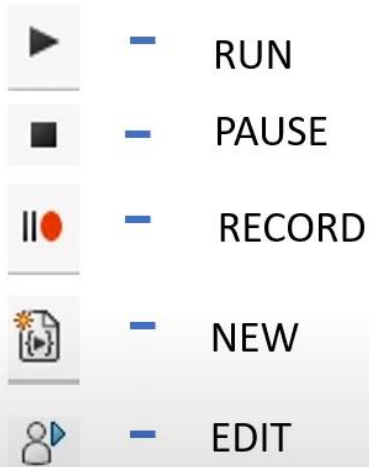 - RUN
- PAUSE
- RECORD
- NEW
- EDIT